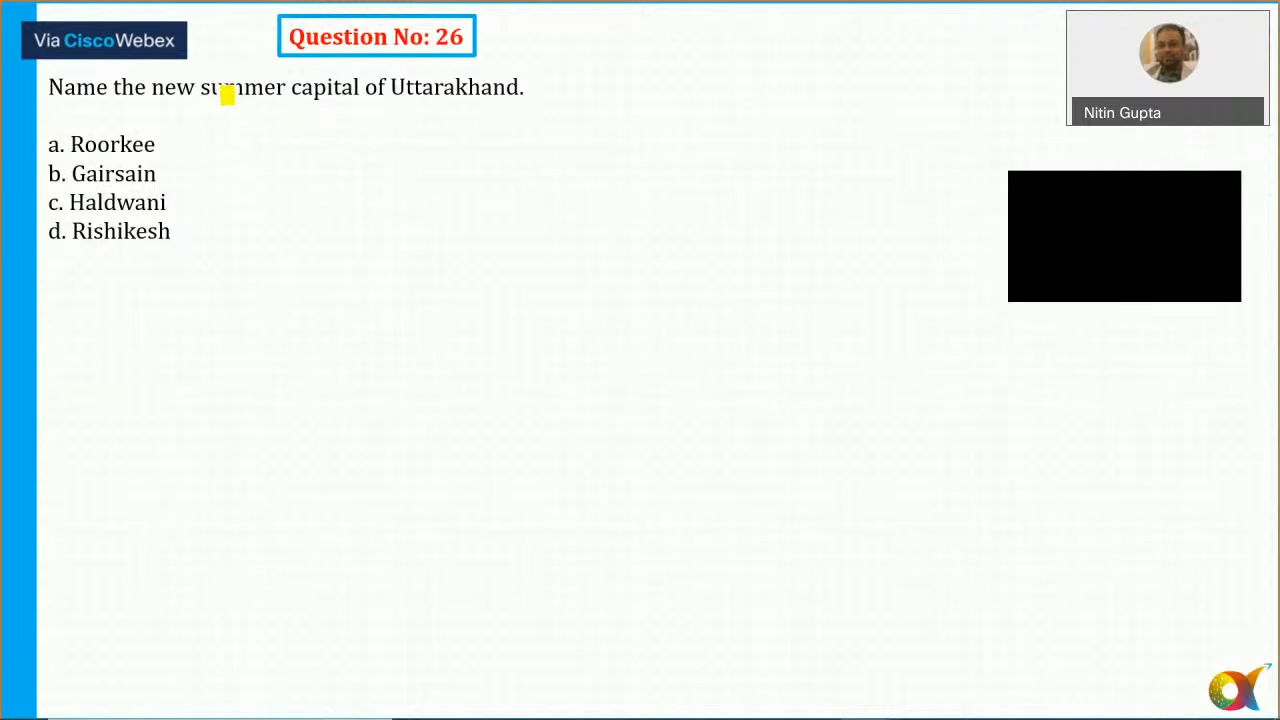 Via CiscoWebex
Question No: 26
Name the new summer capital of Uttarakhand.
a. Roorkee
b. Gairsain
c. Haldwani
d. Rishikesh
Nitin Gupta